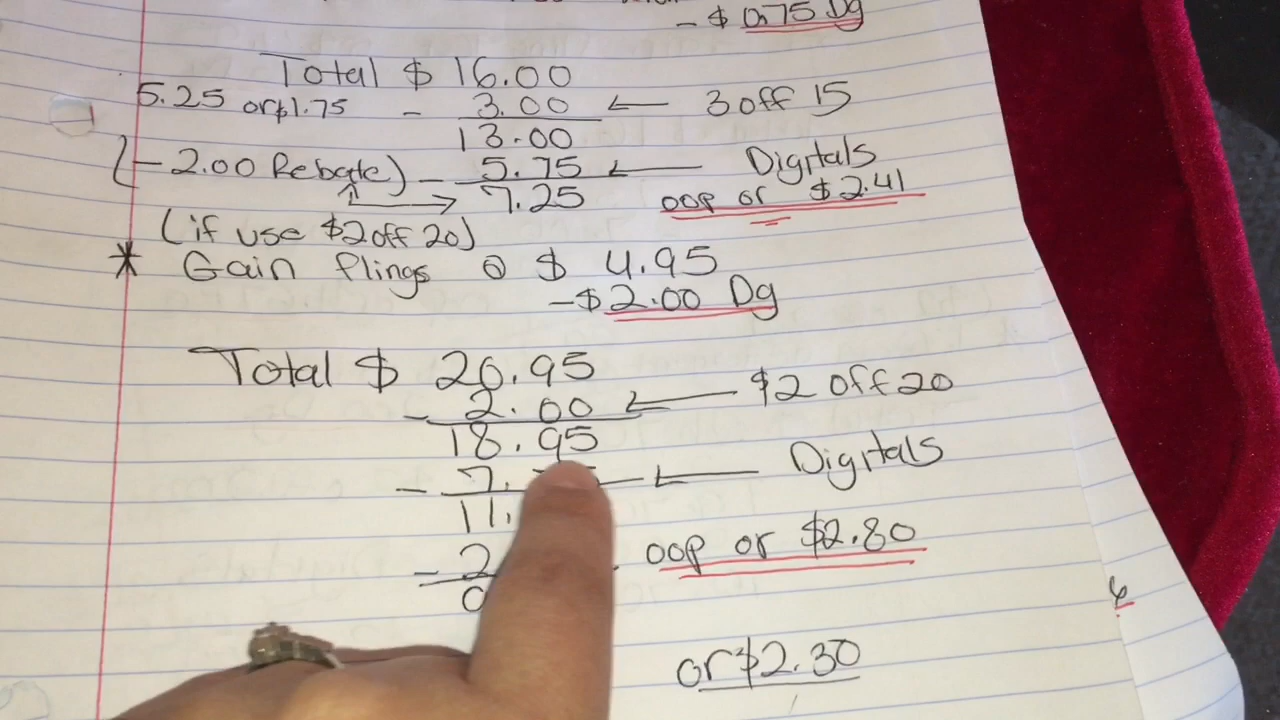 - $ 0.75 Dg
Total $ 16.00
5.25 or $1.75 - 3.00 ← 3 off 15
13.00
(- 2.00 Rebate) - 5.75 ← Digitals
7.25 oop or $2.41
(if use $2 off 20)
* Gain flings @ $ 4.95
-$2.00 Dg
Total $ 20.95
- 2.00 ← $2 off 20
18.95
- 7. ← Digitals
11.
- 2 oop or $2.80
0
6
or $2.30